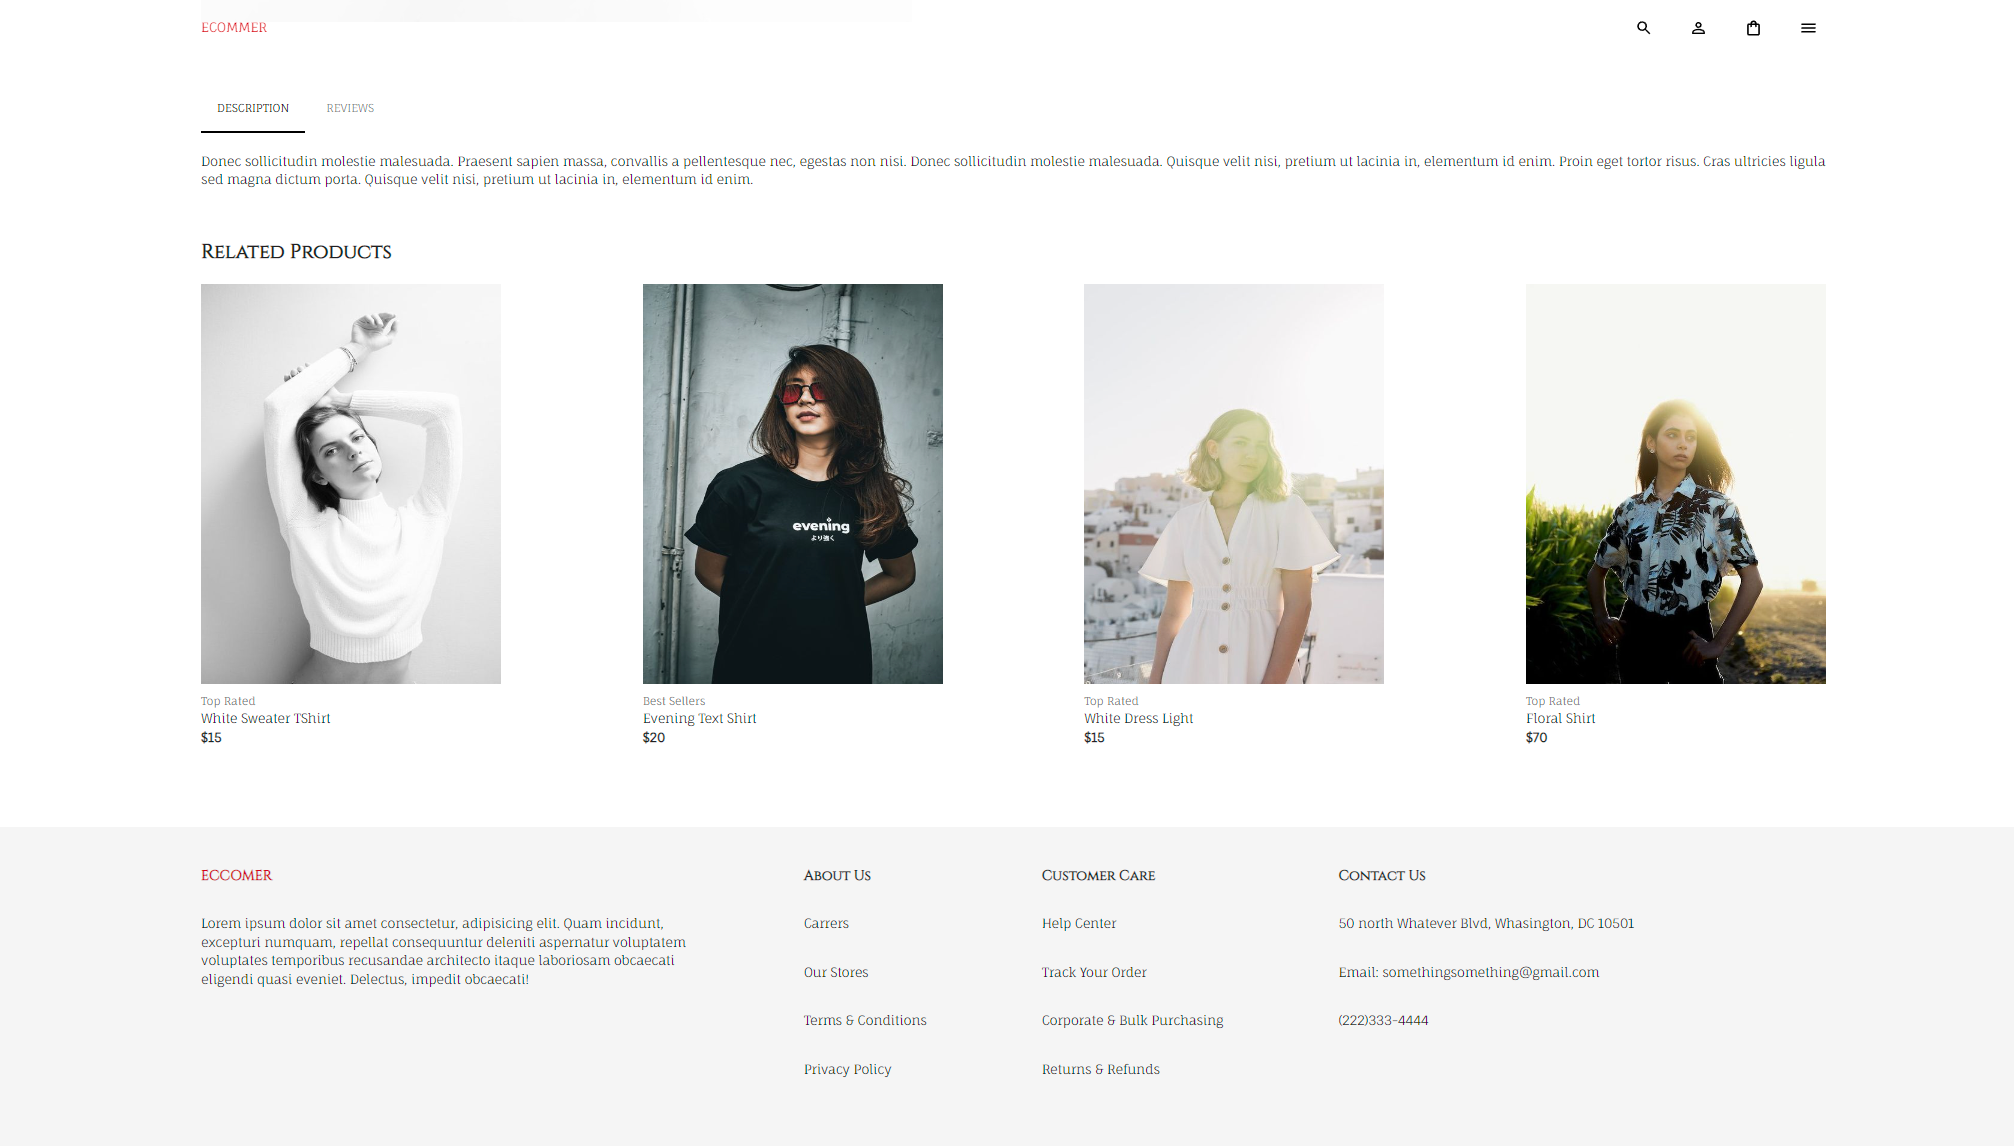 ECOMMER
DESCRIPTION
REVIEWS
Donec sollicitudin molestie malesuada. Praesent sapien massa, convallis a pellentesque nec, egestas non nisi. Donec sollicitudin molestie malesuada. Quisque velit nisi, pretium ut lacinia in, elementum id enim. Proin eget tortor risus. Cras ultricies ligula
sed magna dictum porta. Quisque velit nisi, pretium ut lacinia in, elementum id enim.
Related Products
evening
より強く
Top Rated
White Sweater TShirt
$15
Best Sellers
Evening Text Shirt
$20
Top Rated
White Dress Light
$15
Top Rated
Floral Shirt
$70
ECCOMER
Lorem ipsum dolor sit amet consectetur, adipisicing elit. Quam incidunt,
excepturi numquam, repellat consequuntur deleniti aspernatur voluptatem
voluptates temporibus recusandae architecto itaque laboriosam obcaecati
eligendi quasi eveniet. Delectus, impedit obcaecati!
About Us
Carrers
Our Stores
Terms & Conditions
Privacy Policy
Customer Care
Help Center
Track Your Order
Corporate & Bulk Purchasing
Returns & Refunds
Contact Us
50 north Whatever Blvd, Whasington, DC 10501
Email: somethingsomething@gmail.com
(222)333-4444